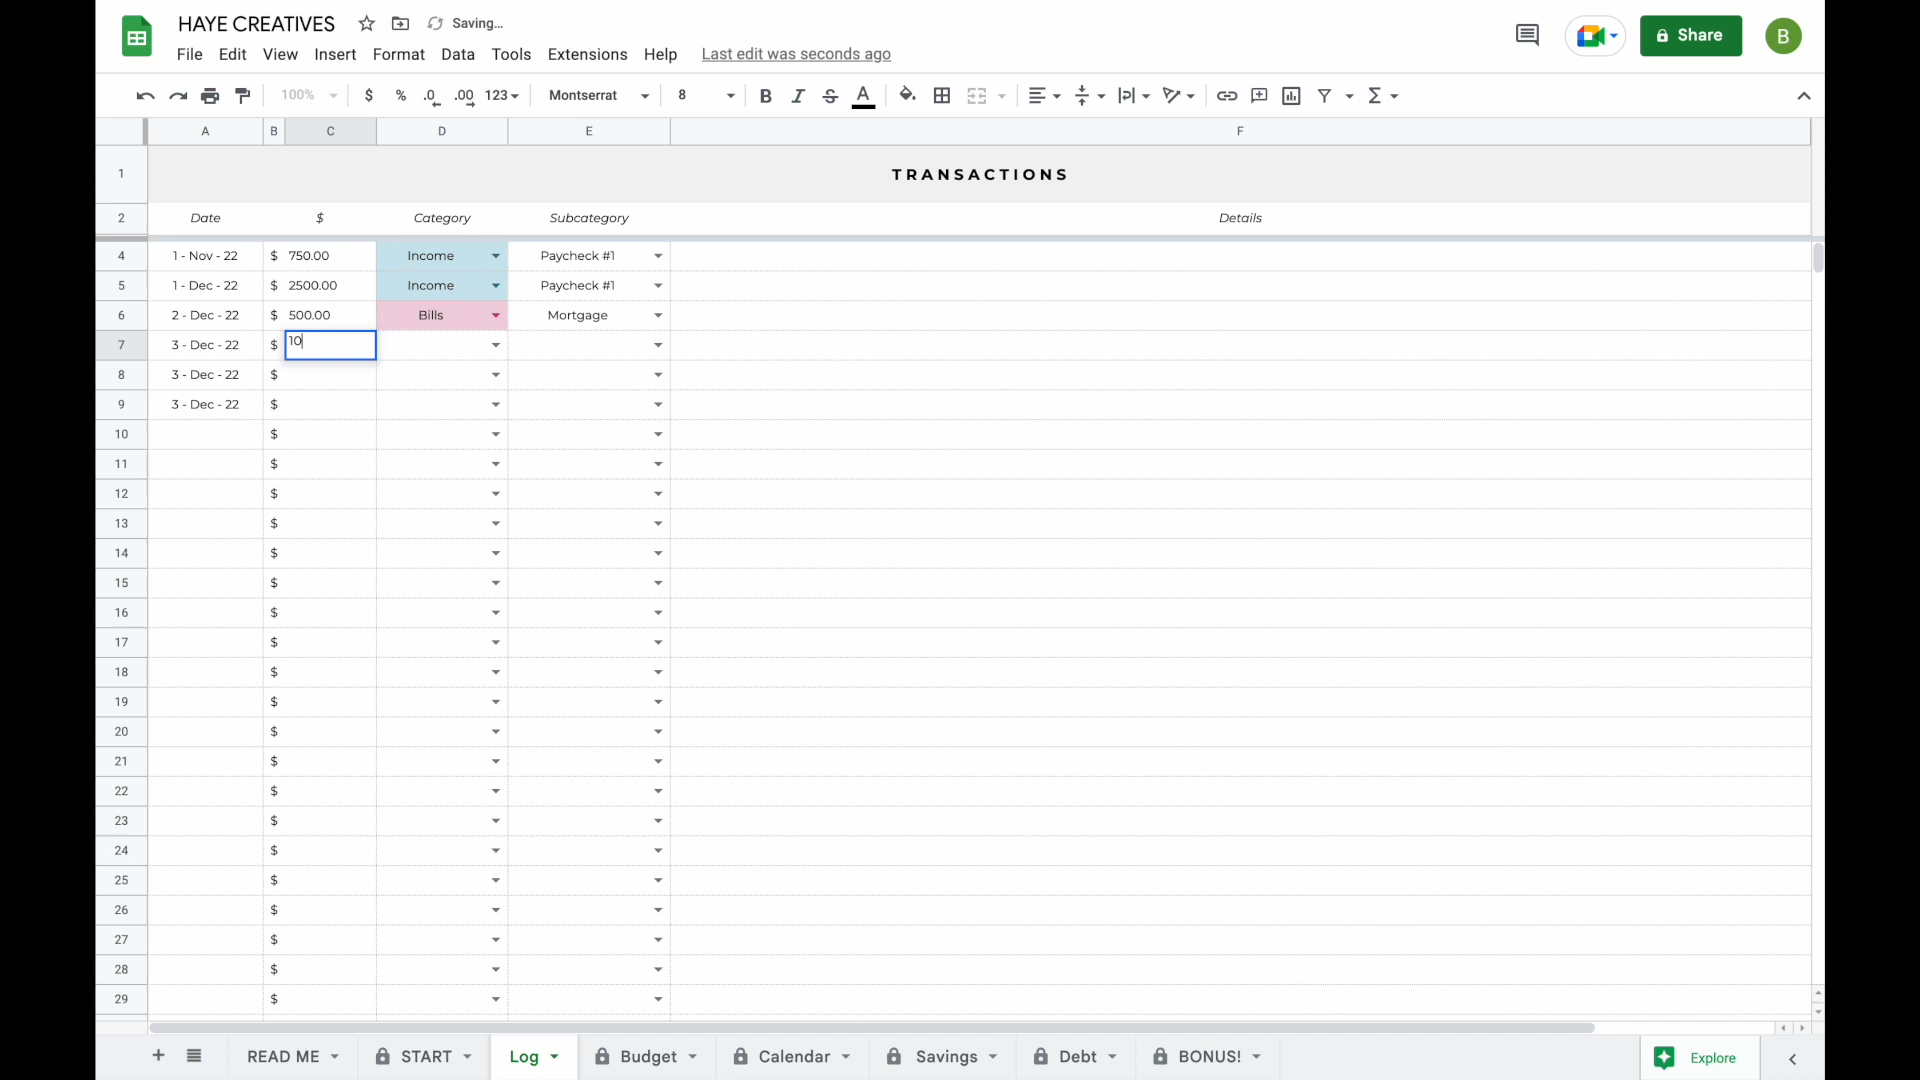 HAYE CREATIVES Saving...
File Edit View Insert Format Data Tools Extensions Help Last edit was seconds ago
Share B
100% $ % .0 .00 123 Montserrat 8 B I S A
A B C D E F
1 TRANSACTIONS
2 Date $ Category Subcategory Details
4 1 - Nov - 22 $ 750.00 Income Paycheck #1
5 1 - Dec - 22 $ 2500.00 Income Paycheck #1
6 2 - Dec - 22 $ 500.00 Bills Mortgage
7 3 - Dec - 22 $ 10
8 3 - Dec - 22 $
9 3 - Dec - 22 $
10 $
11 $
12 $
13 $
14 $
15 $
16 $
17 $
18 $
19 $
20 $
21 $
22 $
23 $
24 $
25 $
26 $
27 $
28 $
29 $
READ ME START Log Budget Calendar Savings Debt BONUS! Explore